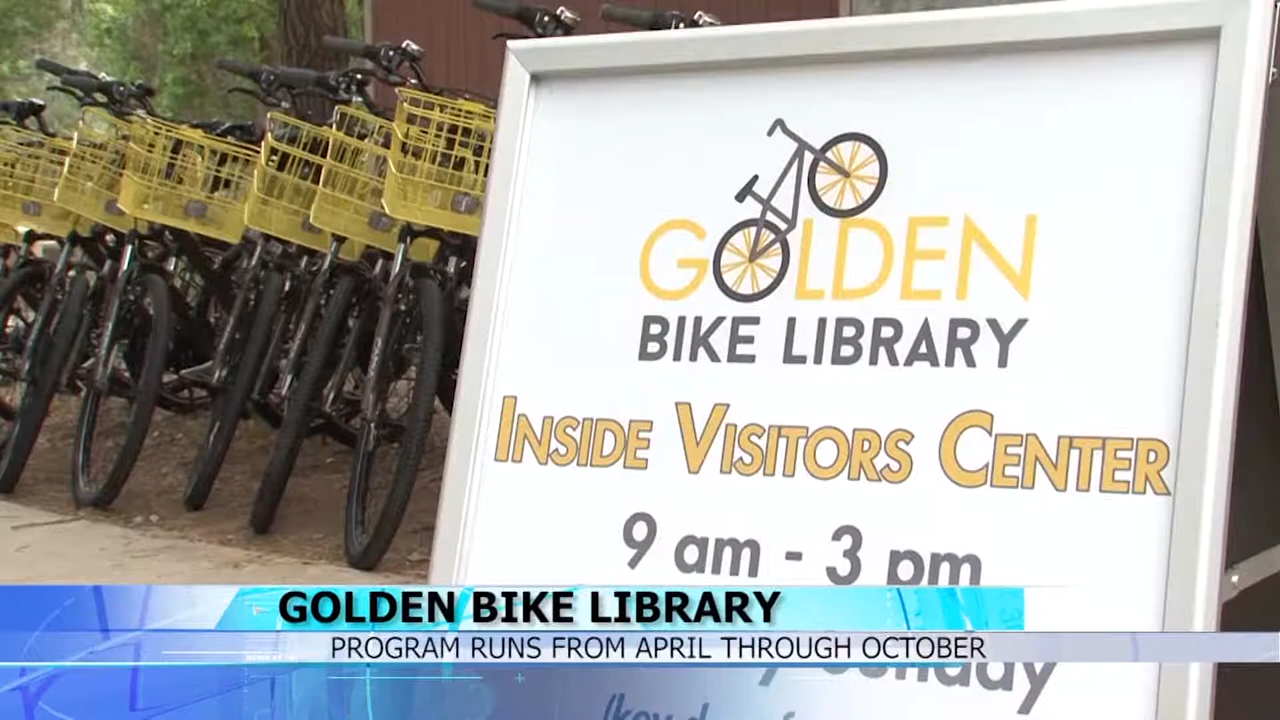 GOLDEN
BIKE LIBRARY
INSIDE VISITORS CENTER
9 am - 3 pm
GOLDEN BIKE LIBRARY
PROGRAM RUNS FROM APRIL THROUGH OCTOBER